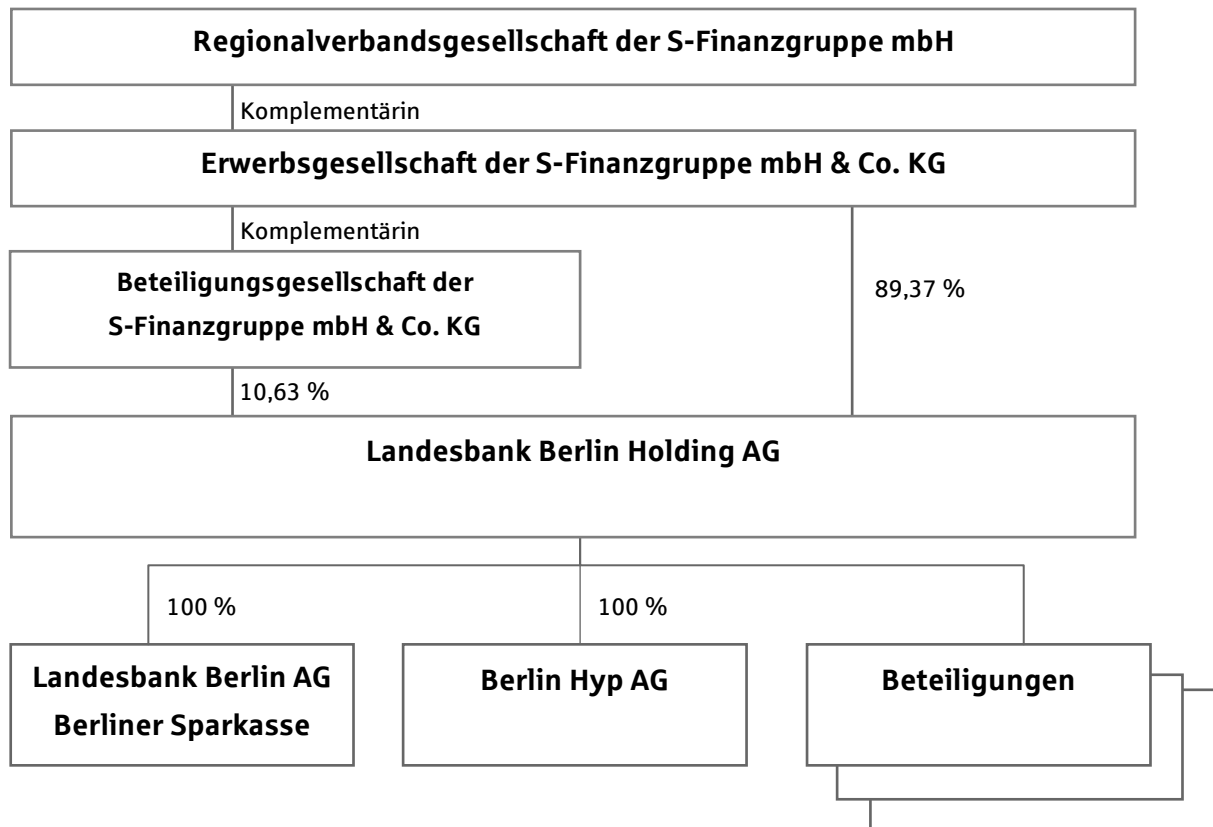 Regionalverbandsgesellschaft der S-Finanzgruppe mbH
Komplementärin
Erwerbsgesellschaft der S-Finanzgruppe mbH & Co. KG
Komplementärin
Beteiligungsgesellschaft der
S-Finanzgruppe mbH & Co. KG
89,37 %
10,63 %
Landesbank Berlin Holding AG
100 %
100 %
Landesbank Berlin AG
Berliner Sparkasse
Berlin Hyp AG
Beteiligungen